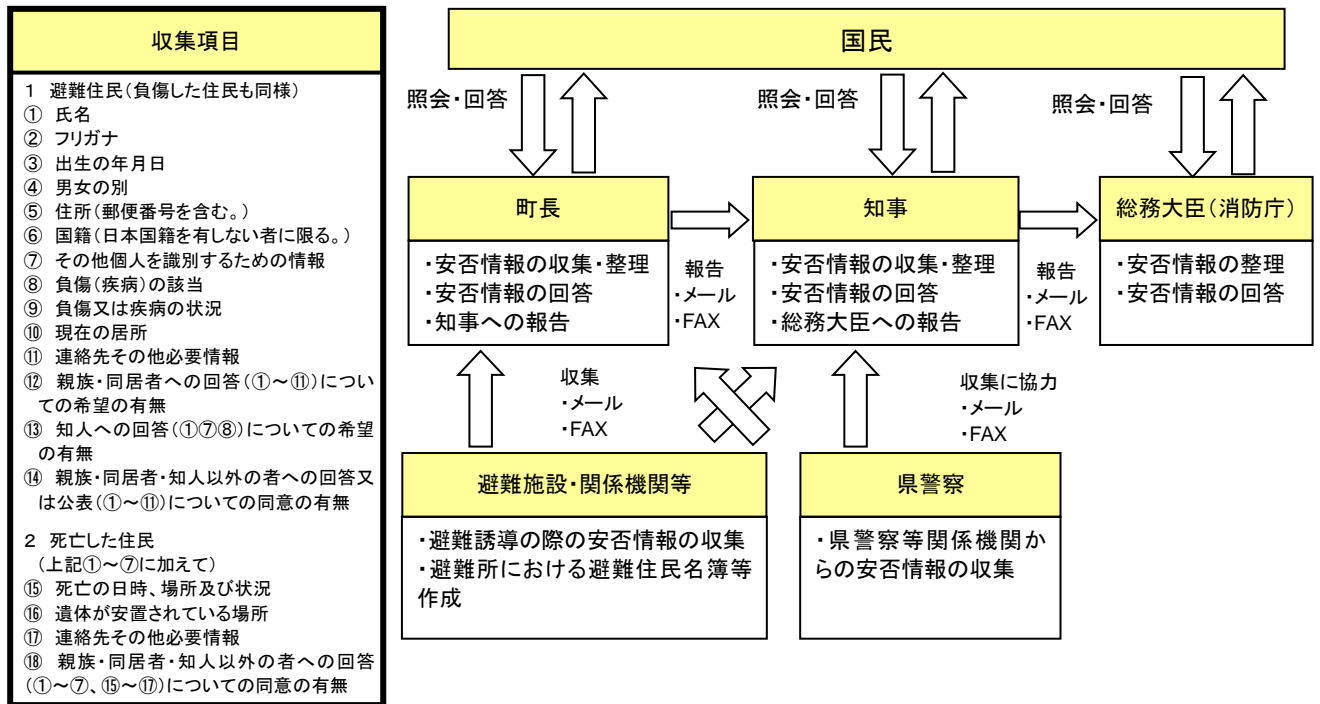 収集項目
1 避難住民(負傷した住民も同様)
① 氏名
② フリガナ
③ 出生の年月日
④ 男女の別
⑤ 住所(郵便番号を含む。)
⑥ 国籍(日本国籍を有しない者に限る。)
⑦ その他個人を識別するための情報
⑧ 負傷(疾病)の該当
⑨ 負傷又は疾病の状況
⑩ 現在の居所
⑪ 連絡先その他必要情報
⑫ 親族・同居者への回答(①~⑪)につい
ての希望の有無
⑬ 知人への回答(①⑦⑧)についての希望
の有無
⑭ 親族・同居者・知人以外の者への回答又
は公表(①~⑪)についての同意の有無
2 死亡した住民
(上記①~⑦に加えて)
⑮ 死亡の日時、場所及び状況
⑯ 遺体が安置されている場所
⑰ 連絡先その他必要情報
⑱ 親族・同居者・知人以外の者への回答
(①~⑦、⑮~⑰)についての同意の有無
国民
照会・回答
照会・回答
照会・回答
町長
・安否情報の収集・整理
・安否情報の回答
・知事への報告
報告
・メール
・FAX
知事
・安否情報の収集・整理
・安否情報の回答
・総務大臣への報告
報告
・メール
・FAX
総務大臣(消防庁)
・安否情報の整理
・安否情報の回答
収集
・メール
・FAX
収集に協力
・メール
・FAX
避難施設・関係機関等
・避難誘導の際の安否情報の収集
・避難所における避難住民名簿等
作成
県警察
・県警察等関係機関か
らの安否情報の収集